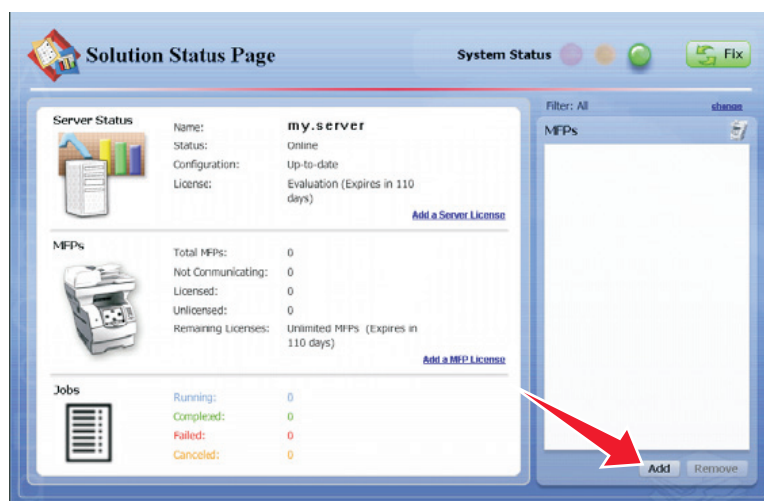 Solution Status Page
System Status
Fix
Filter: All
change
Server Status
Name: my.server
Status: Online
Configuration: Up-to-date
License: Evaluation (Expires in 110
days)
Add a Server License
MFPs
Total MFPs: 0
Not Communicating: 0
Licensed: 0
Unlicensed: 0
Remaining Licenses: Unlimited MFPs (Expires in
110 days)
Add a MFP License
Jobs
Running: 0
Completed: 0
Failed: 0
Canceled: 0
MFPs
Add Remove